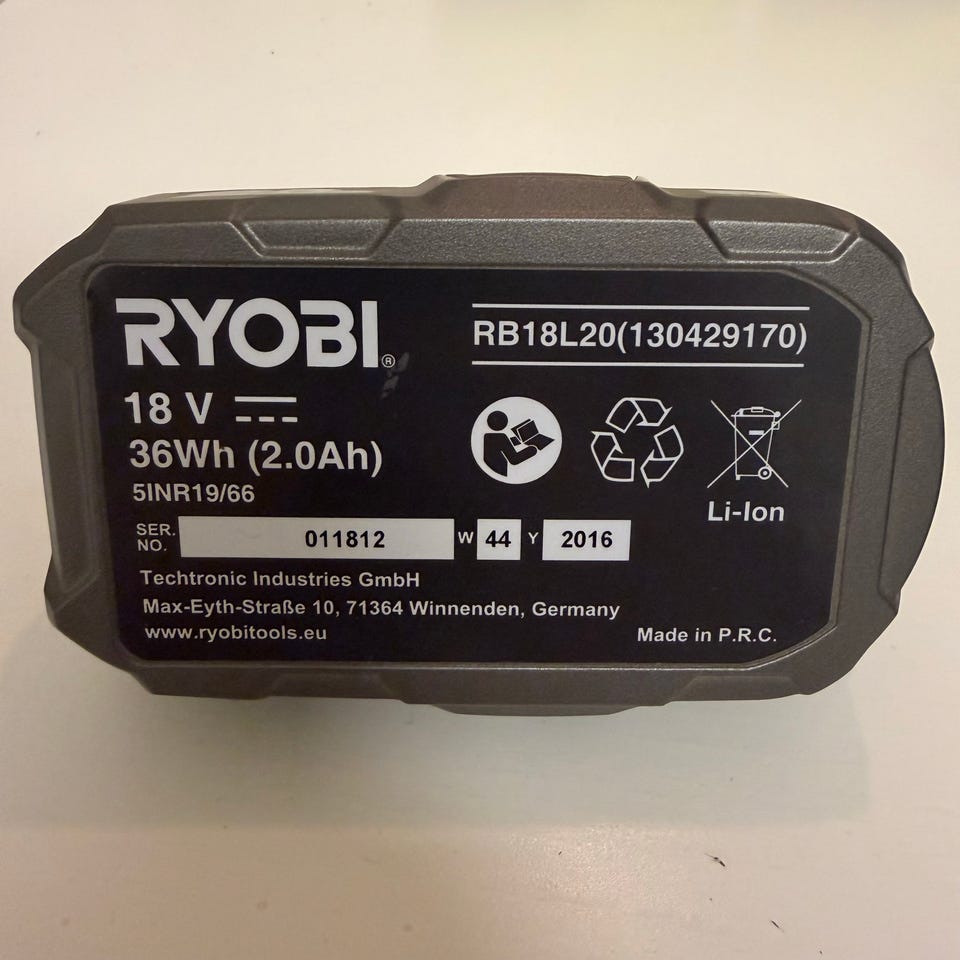 RYOBI®
RB18L20(130429170)
18 V
36Wh (2.0Ah)
5INR19/66
Li-Ion
SER. NO. 011812 W 44 Y 2016
Techtronic Industries GmbH
Max-Eyth-Straße 10, 71364 Winnenden, Germany
www.ryobitools.eu
Made in P.R.C.